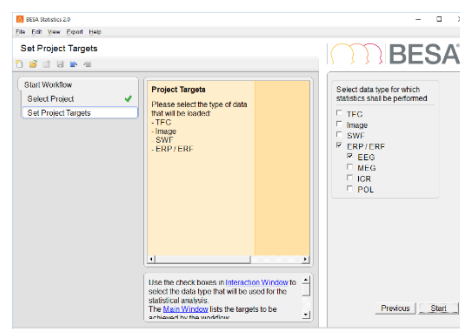 BESA Statistics 2.0
File Edit View Export Help
Set Project Targets
BESA
Start Workflow
Select Project
Set Project Targets
Project Targets
Please select the type of data
that will be loaded:
- TFC
- Image
- SWF
- ERP / ERF
Use the check boxes in Interaction Window to
select the data type that will be used for the
statistical analysis.
The Main Window lists the targets to be
achieved by the workflow.
Select data type for which
statistics shall be performed
TFC
Image
SWF
ERP / ERF
EEG
MEG
ICR
POL
Previous
Start